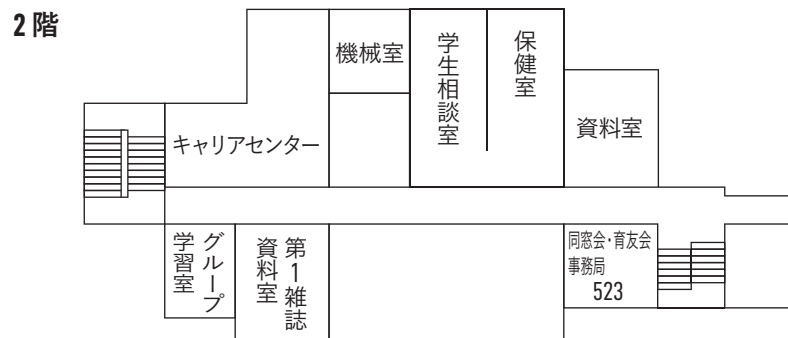 2階
機械室
学生相談室
保健室
資料室
キャリアセンター
グループ
学習室
第1雑誌
資料室
同窓会・育友会
事務局
523